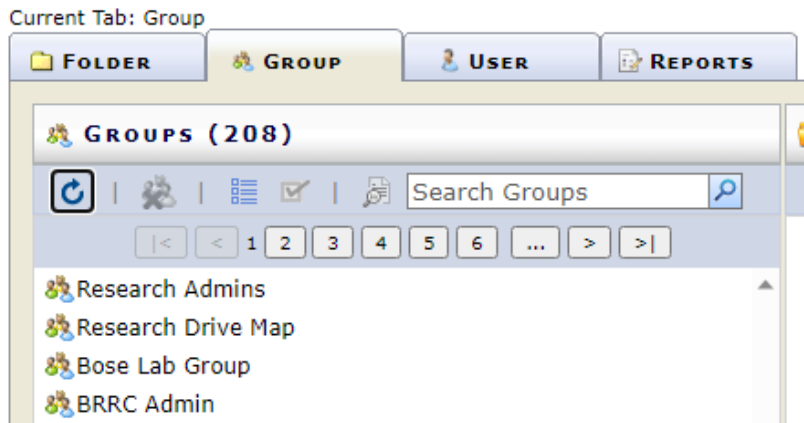 Current Tab: Group
FOLDER GROUP USER REPORTS
GROUPS (208)
| | | Search Groups
|< < 1 2 3 4 5 6 ... > >|
Research Admins
Research Drive Map
Bose Lab Group
BRRC Admin